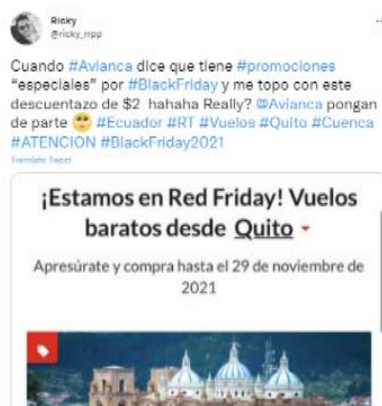 Ricky
@ricky_rrpp
Cuando #Avianca dice que tiene #promociones
"especiales" por #BlackFriday y me topo con este
descuentazo de $2 hahaha Really? @Avianca pongan
de parte 😳 #Ecuador #RT #Vuelos #Quito #Cuenca
#ATENCION #BlackFriday2021
Translate Tweet
¡Estamos en Red Friday! Vuelos
baratos desde Quito
Apresúrate y compra hasta el 29 de noviembre de
2021